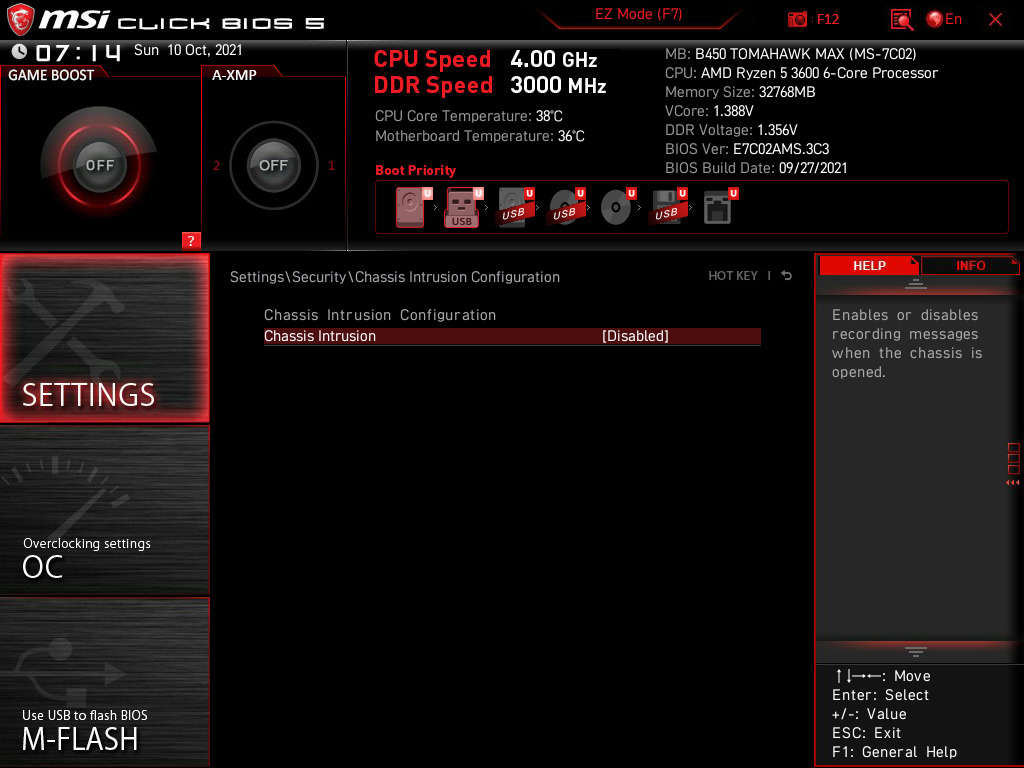 msi CLICK BIOS 5
EZ Mode (F7)
: F12
En
07:14 Sun 10 Oct, 2021
GAME BOOST
OFF
?
A-XMP
2
OFF
1
CPU Speed 4.00 GHz
DDR Speed 3000 MHz
CPU Core Temperature: 38°C
Motherboard Temperature: 36°C
MB: B450 TOMAHAWK MAX (MS-7C02)
CPU: AMD Ryzen 5 3600 6-Core Processor
Memory Size: 32768MB
VCore: 1.388V
DDR Voltage: 1.356V
BIOS Ver: E7C02AMS.3C3
BIOS Build Date: 09/27/2021
Boot Priority
U U U U U U U
USB USB USB USB
SETTINGS
Overclocking settings
OC
Use USB to flash BIOS
M-FLASH
Settings\Security\Chassis Intrusion Configuration
HOT KEY |
Chassis Intrusion Configuration
Chassis Intrusion [Disabled]
HELP
INFO
Enables or disables
recording messages
when the chassis is
opened.
↑↓→←: Move
Enter: Select
+/-: Value
ESC: Exit
F1: General Help